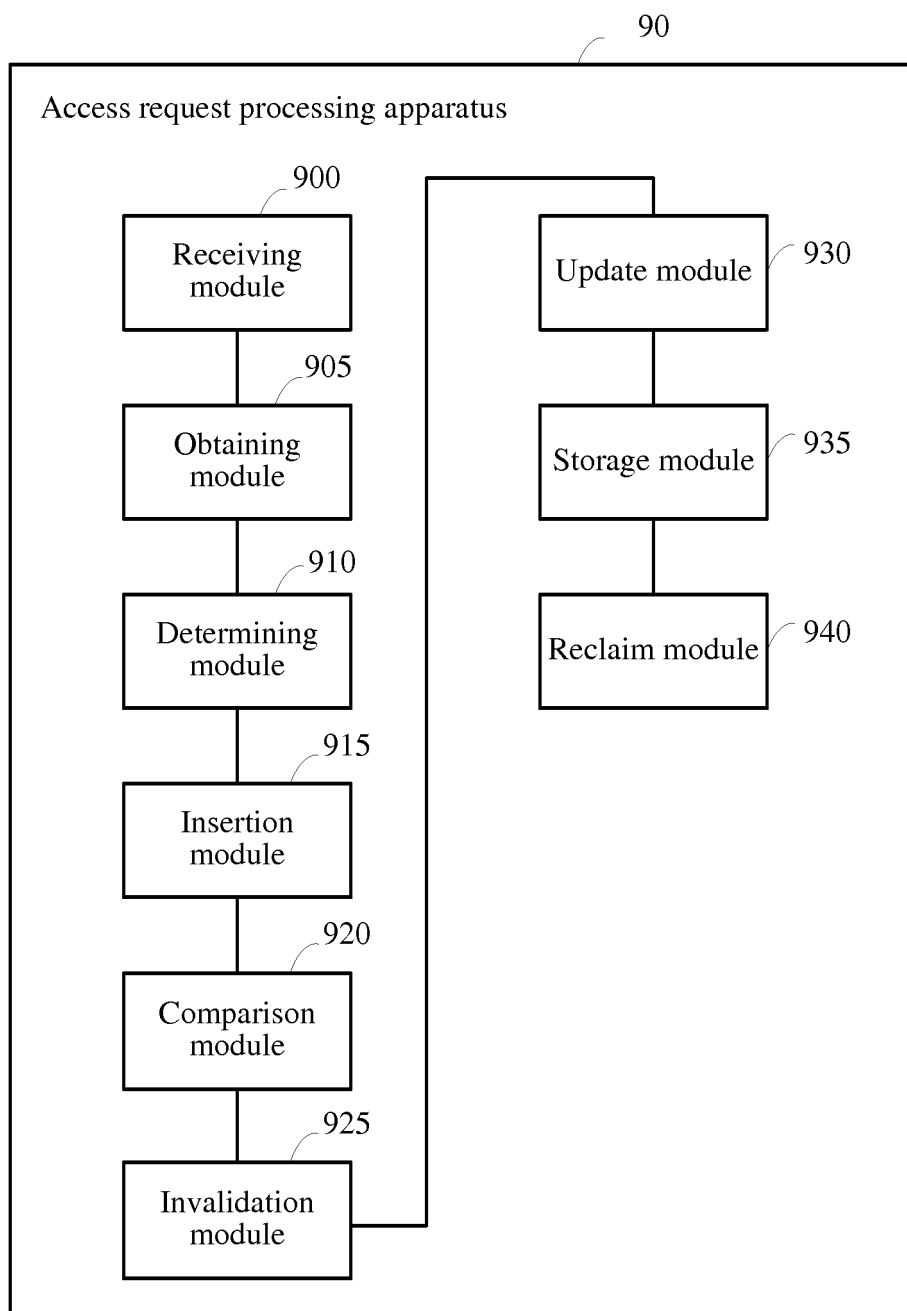 90
Access request processing apparatus
900
Receiving
module
905
Obtaining
module
910
Determining
module
915
Insertion
module
920
Comparison
module
925
Invalidation
module
Update module
930
Storage module
935
Reclaim module
940